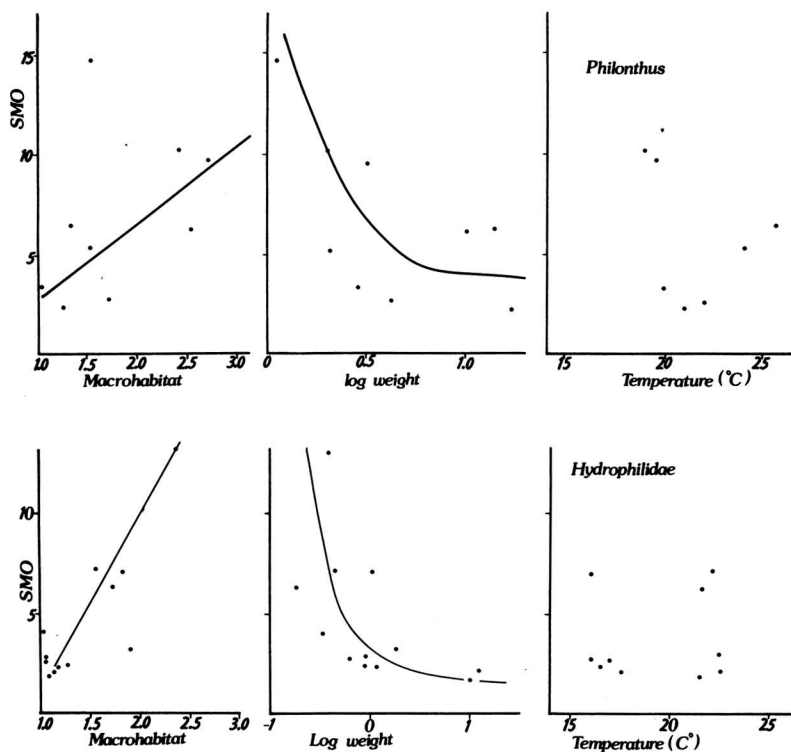 SMO
15
10
5
Philonthus
1.0 1.5 2.0 2.5 3.0
Macrohabitat
0 0.5 1.0
log weight
15 20 25
Temperature (°C)
SMO
10
5
Hydrophilidae
1.0 1.5 2.0 2.5 3.0
Macrohabitat
-1 0 1
Log weight
15 20 25
Temperature (C°)